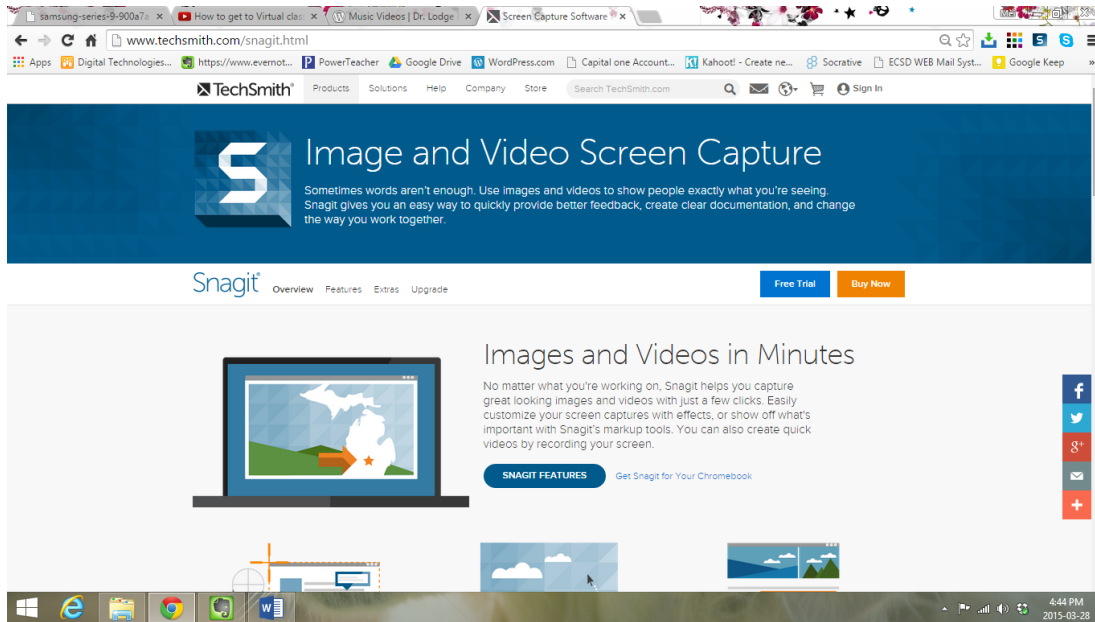 samsung-series-9-900a7a
How to get to Virtual clas
Music Videos | Dr. Lodge
Screen Capture Software
www.techsmith.com/snagit.html
Apps
Digital Technologies...
https://www.evernot...
PowerTeacher
Google Drive
WordPress.com
Capital one Account...
Kahoot! - Create ne...
Socrative
ECSD WEB Mail Syst...
Google Keep
»
TechSmith®
Products
Solutions
Help
Company
Store
Search TechSmith.com
Sign In
S
Image and Video Screen Capture
Sometimes words aren't enough. Use images and videos to show people exactly what you're seeing.
Snagit gives you an easy way to quickly provide better feedback, create clear documentation, and change
the way you work together.
Snagit®
Overview
Features
Extras
Upgrade
Free Trial
Buy Now
Images and Videos in Minutes
No matter what you're working on, Snagit helps you capture
great looking images and videos with just a few clicks. Easily
customize your screen captures with effects, or show off what's
important with Snagit's markup tools. You can also create quick
videos by recording your screen.
SNAGIT FEATURES
Get Snagit for Your Chromebook
4:44 PM
2015-03-28